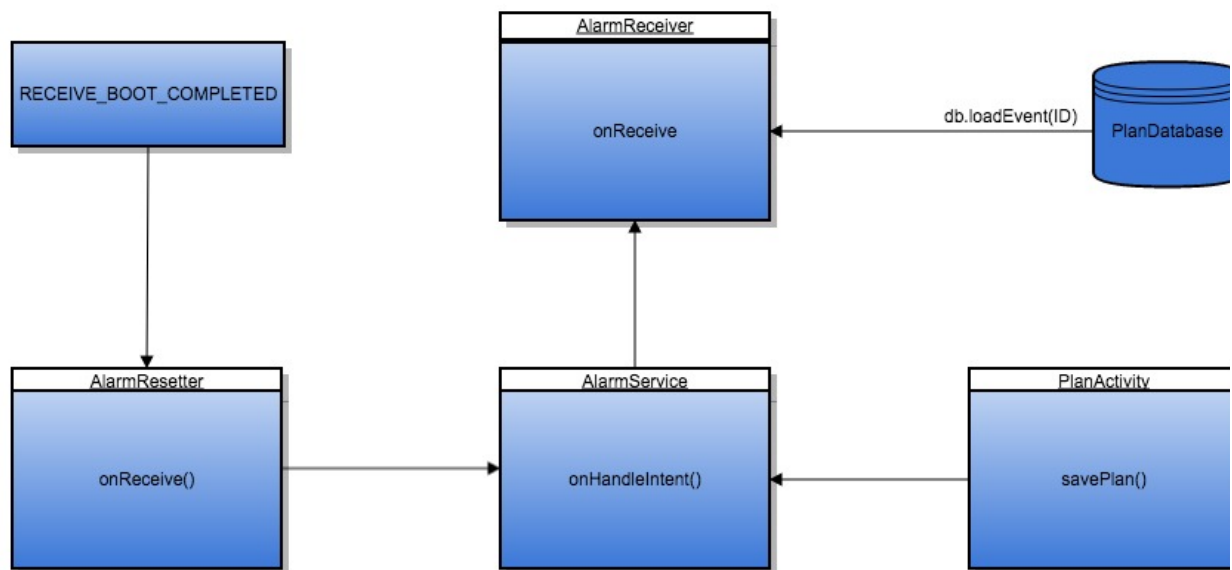 AlarmReceiver
RECEIVE_BOOT_COMPLETED
onReceive
db.loadEvent(ID)
PlanDatabase
AlarmResetter
onReceive()
AlarmService
onHandleIntent()
PlanActivity
savePlan()